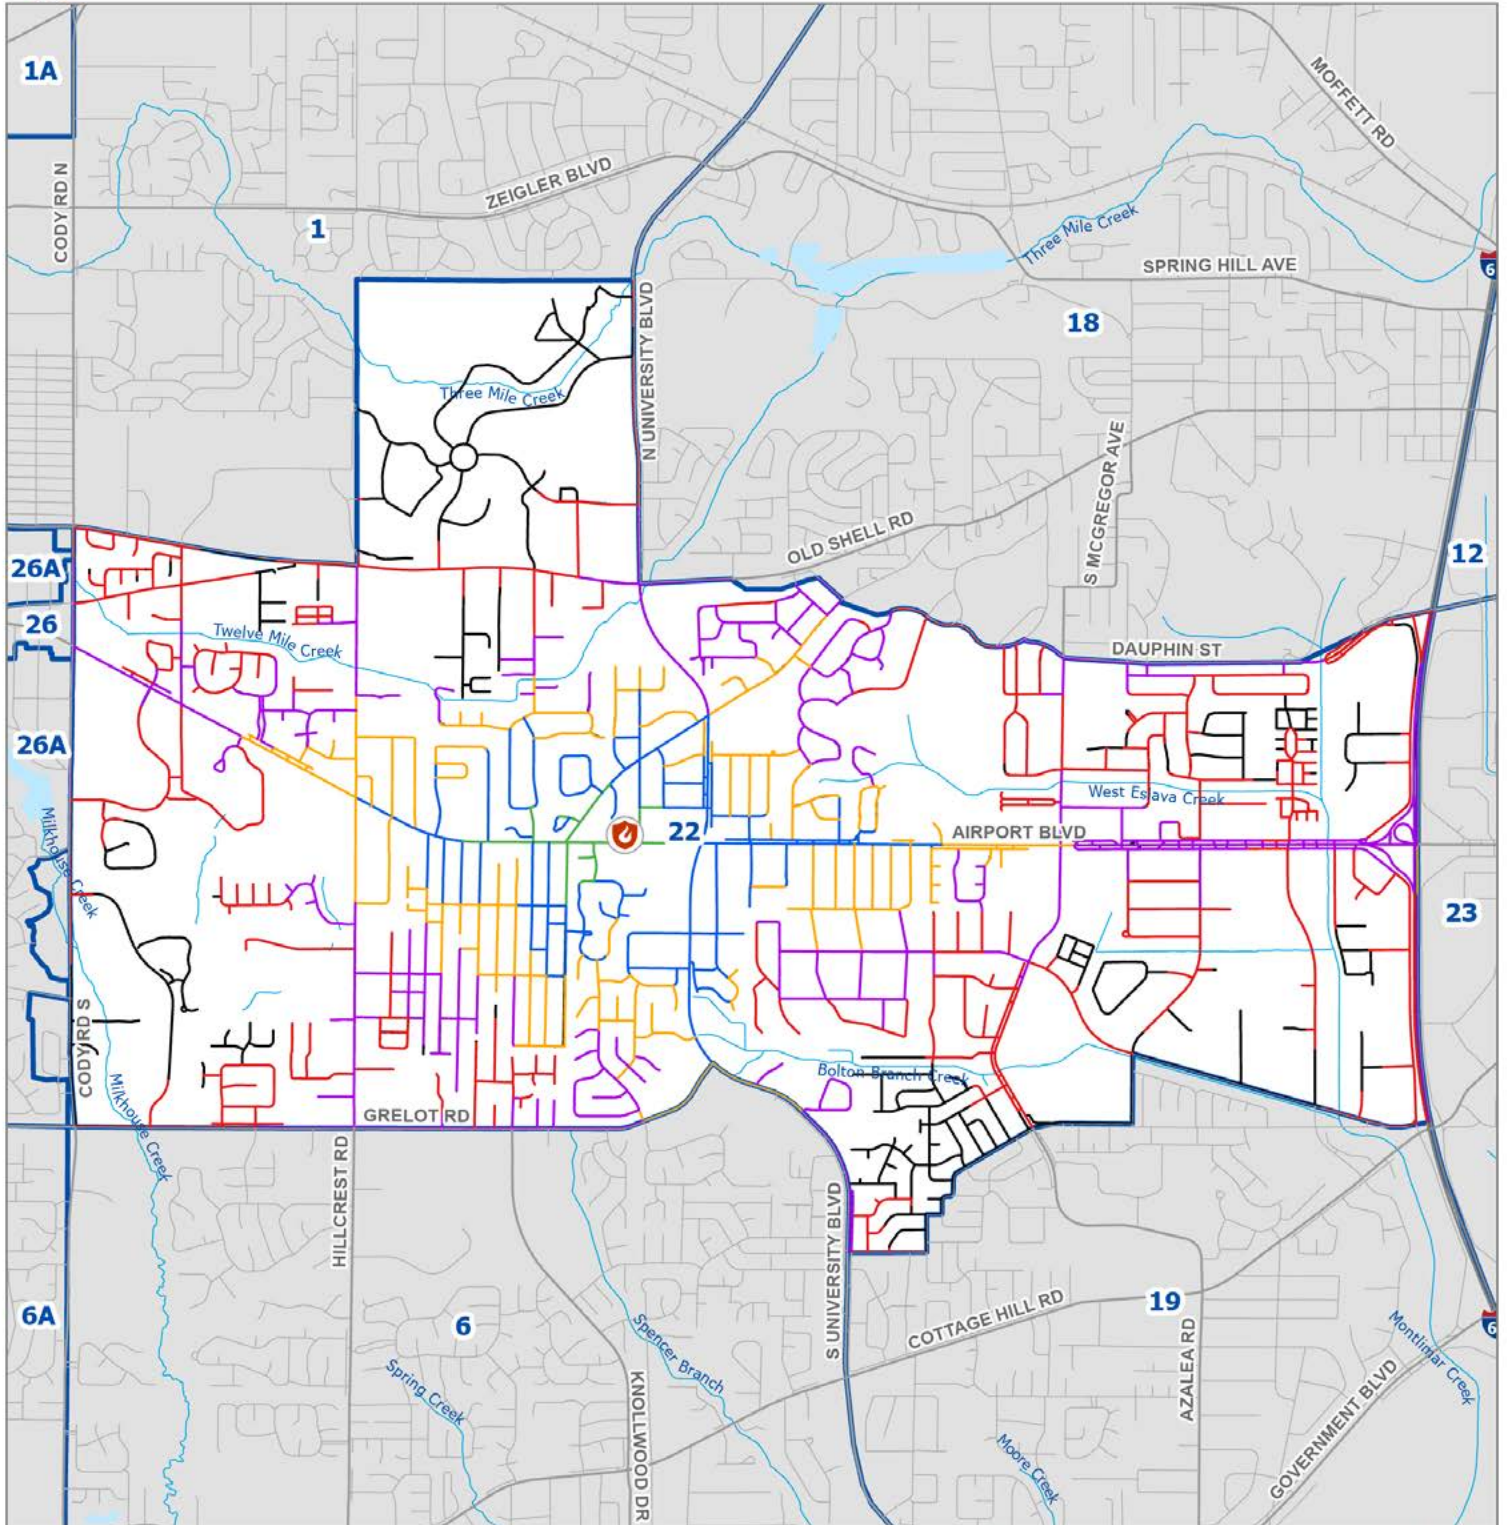 1A
MOFFETT RD
CODY RD N
ZEIGLER BLVD
1
Three Mile Creek
SPRING HILL AVE
6
18
N UNIVERSITY BLVD
Three Mile Creek
S MCGREGOR AVE
OLD SHELL RD
12
26A
26
Twelve Mile Creek
DAUPHIN ST
26A
West Eslava Creek
Milkhouse Creek
22
AIRPORT BLVD
23
CODY RD S
Milkhouse Creek
Bolton Branch Creek
GRELOT RD
HILLCREST RD
S UNIVERSITY BLVD
6A
6
Spencer Branch
COTTAGE HILL RD
19
6
AZALEA RD
Montlimar Creek
Spring Creek
KNOLLWOOD DR
Moore Creek
GOVERNMENT BLVD